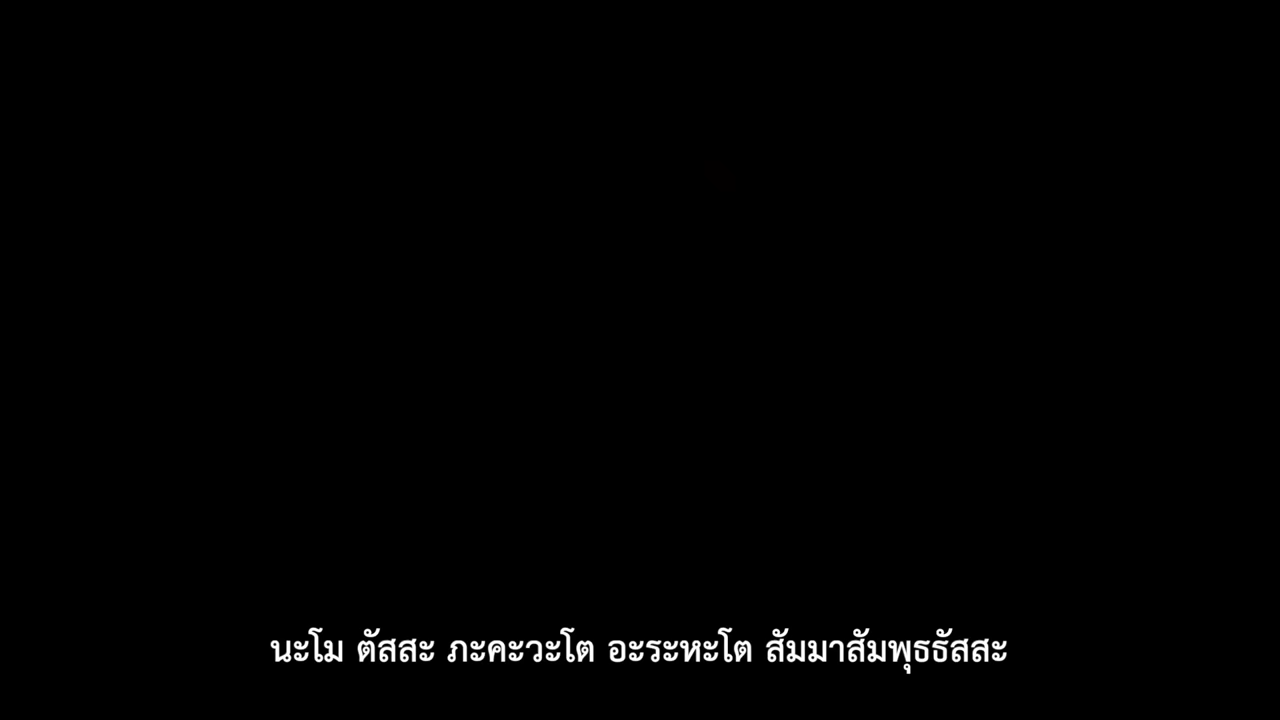 นะโม ตัสสะ ภะคะวะโต อะระหะโต สัมมาสัมพุธธัสสะ